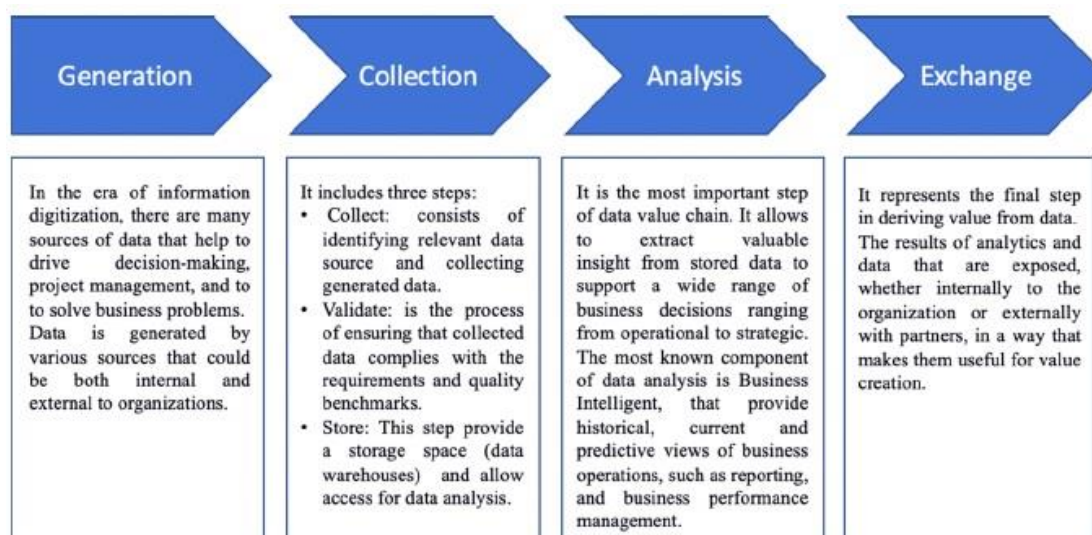 Generation
Collection
Analysis
Exchange
In the era of information
digitization, there are many
sources of data that help to
drive decision-making,
project management, and to
to solve business problems.
Data is generated by
various sources that could
be both internal and
external to organizations.
It includes three steps:
• Collect: consists of
identifying relevant data
source and collecting
generated data.
• Validate: is the process
of ensuring that collected
data complies with the
requirements and quality
benchmarks.
• Store: This step provide
a storage space (data
warehouses) and allow
access for data analysis.
It is the most important step
of data value chain. It allows
to extract valuable
insight from stored data to
support a wide range of
business decisions ranging
from operational to strategic.
The most known component
of data analysis is Business
Intelligent, that provide
historical, current and
predictive views of business
operations, such as reporting,
and business performance
management.
It represents the final step
in deriving value from data.
The results of analytics and
data that are exposed,
whether internally to the
organization or externally
with partners, in a way that
makes them useful for value
creation.